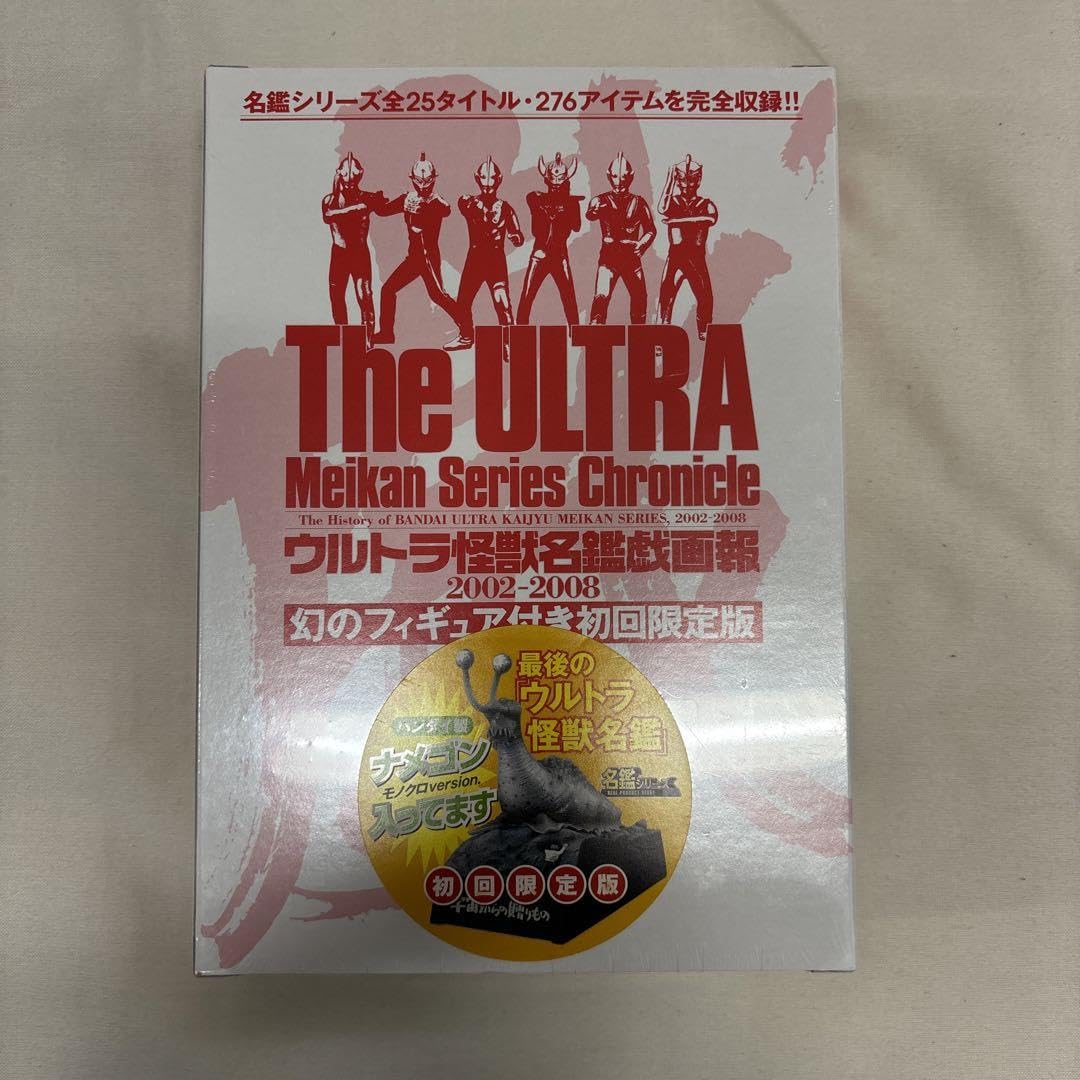 名鑑シリーズ全25タイトル・276アイテムを完全収録!!
The ULTRA
Meikan Series Chronicle
The History of BANDAI ULTRA KAIJYU MEIKAN SERIES, 2002-2008
ウルトラ怪獣名鑑戯画報
2002-2008
幻のフィギュア付き初回限定版
最後の
「ウルトラ
怪獣名鑑」
バンダイ製
ナメゴン
モノクロversion.
入ってます
名鑑シリーズ
初回限定版
宇宙からの贈りもの